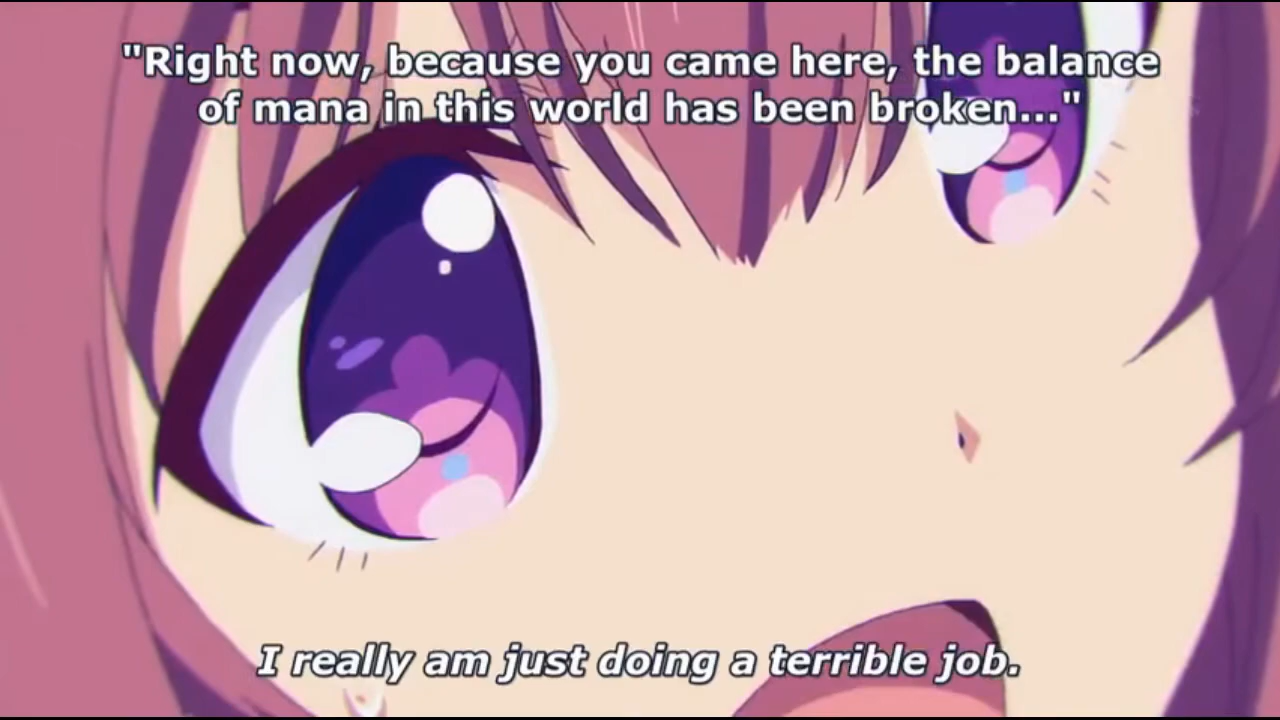 "Right now, because you came here, the balance
of mana in this world has been broken..."
I really am just doing a terrible job.